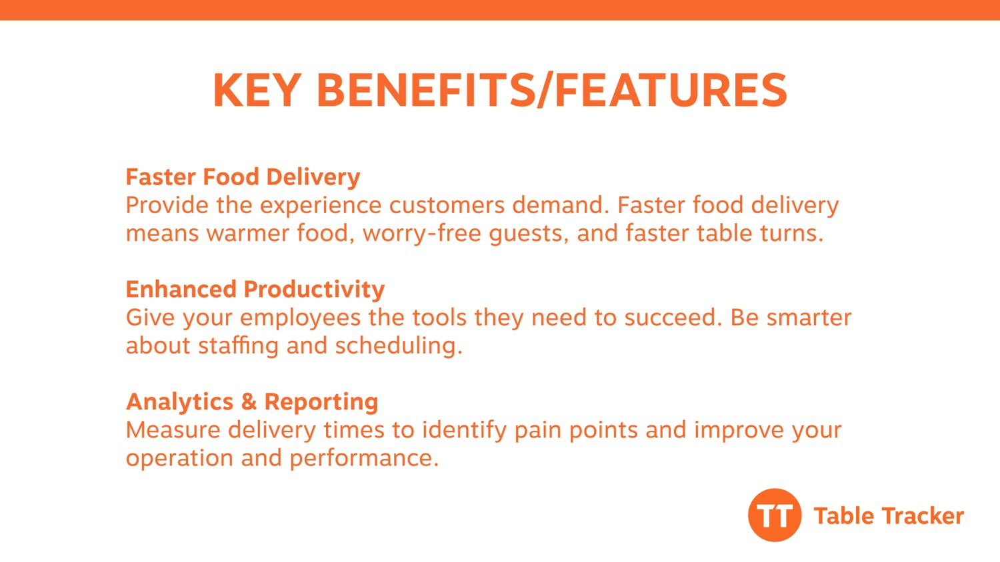 KEY BENEFITS/FEATURES
Faster Food Delivery
Provide the experience customers demand. Faster food delivery
means warmer food, worry-free guests, and faster table turns.
Enhanced Productivity
Give your employees the tools they need to succeed. Be smarter
about staffing and scheduling.
Analytics & Reporting
Measure delivery times to identify pain points and improve your
operation and performance.
TT Table Tracker